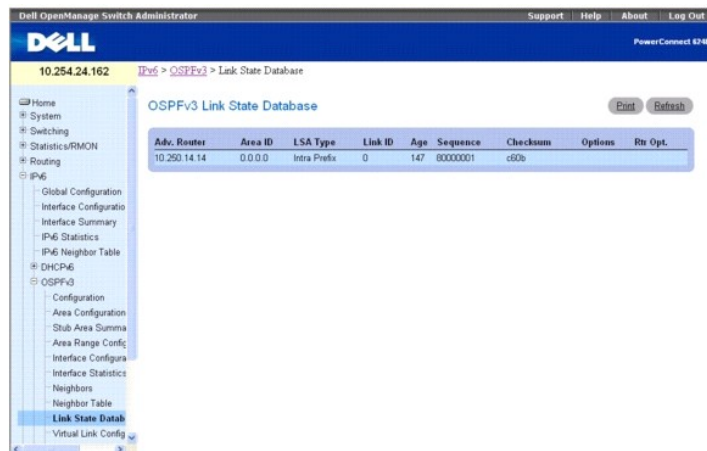 Dell OpenManage Switch Administrator Support Help About Log Out
DELL
PowerConnect 6248
10.254.24.162
IPv6 > OSPFv3 > Link State Database
Home
System
Switching
Statistics/RMON
Routing
IPv6
Global Configuration
Interface Configuratio
Interface Summary
IPv6 Statistics
IPv6 Neighbor Table
DHCPv6
OSPFv3
Configuration
Area Configuration
Stub Area Summa
Area Range Config
Interface Configura
Interface Statistics
Neighbors
Neighbor Table
Link State Datab
Virtual Link Config
OSPFv3 Link State Database
Print Refresh
Adv. Router Area ID LSA Type Link ID Age Sequence Checksum Options Rtr Opt.
10.250.14.14 0.0.0.0 Intra Prefix 0 147 80000001 c60b